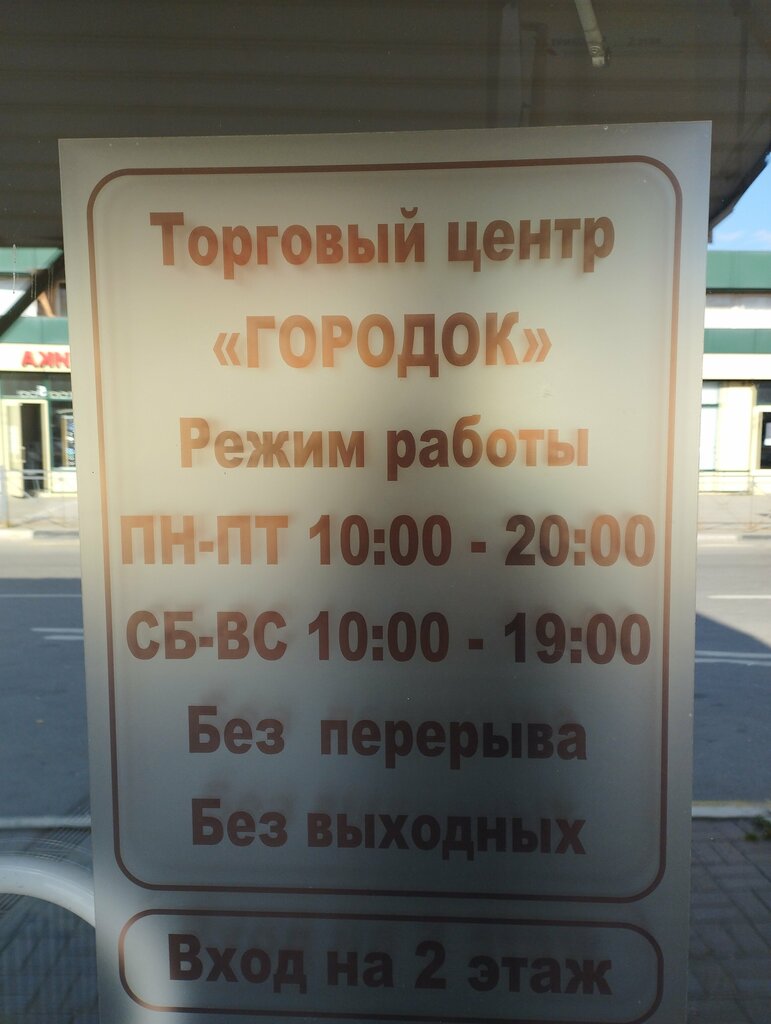 Торговый центр
«ГОРОДОК»
Режим работы
ПН-ПТ 10:00 - 20:00
СБ-ВС 10:00 - 19:00
Без перерыва
Без выходных
Вход на 2 этаж